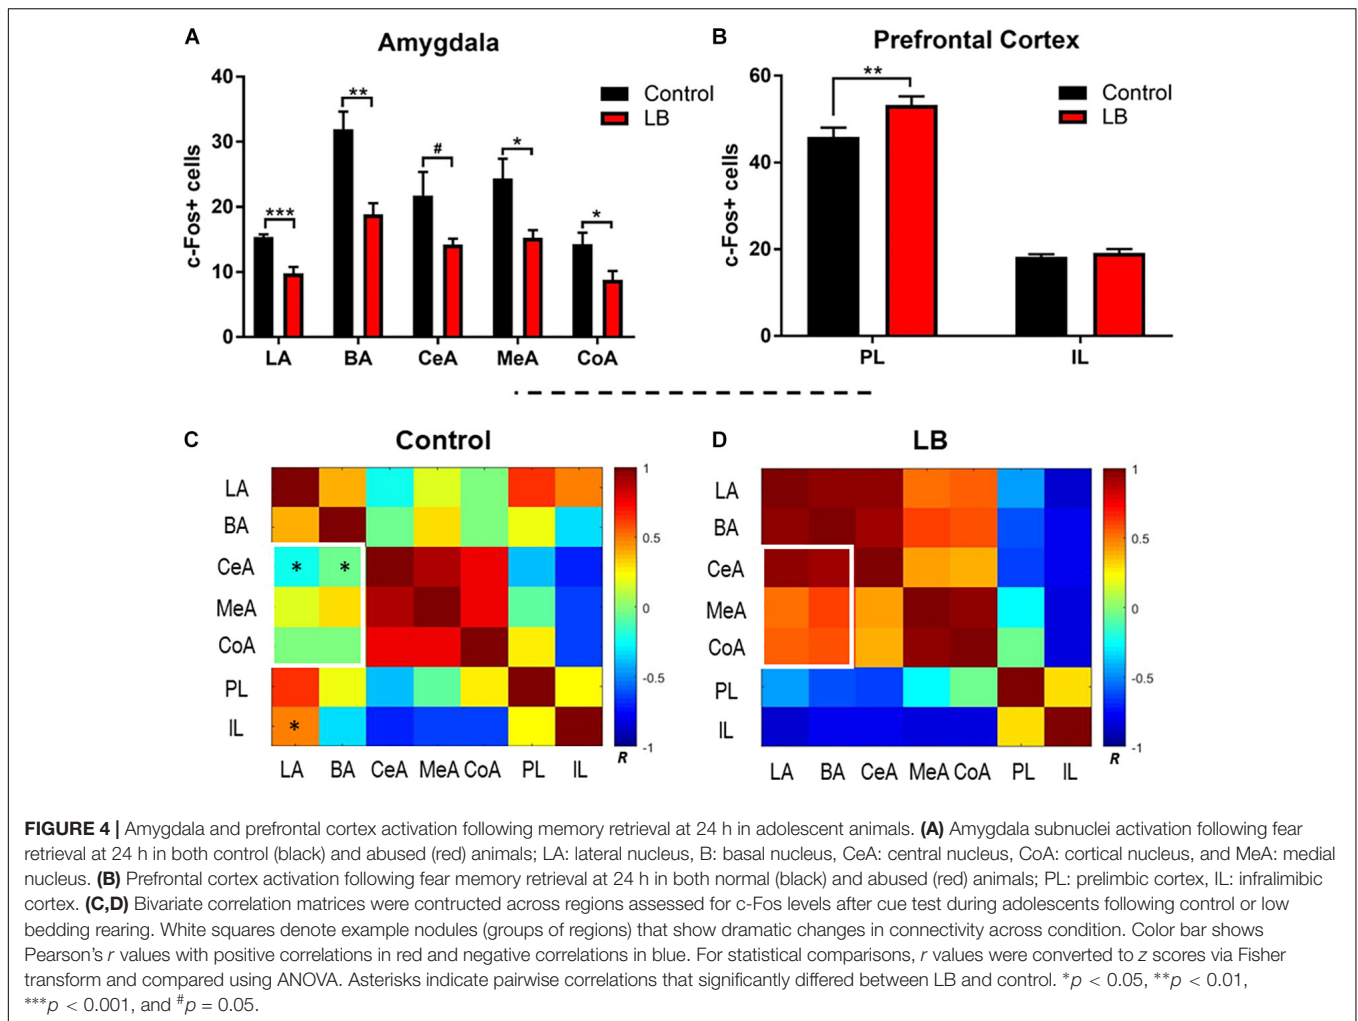 A
Amygdala
40
30
20
10
0
c-Fos+ cells
***
**
#
*
*
Control
LB
LA BA CeA MeA CoA
B
Prefrontal Cortex
60
40
20
0
c-Fos+ cells
**
Control
LB
PL IL
C
Control
LA
BA
CeA
MeA
CoA
PL
IL
* *
*
LA BA CeA MeA CoA PL IL
1
0.5
0
-0.5
-1
R
D
LB
LA
BA
CeA
MeA
CoA
PL
IL
LA BA CeA MeA CoA PL IL
1
0.5
0
-0.5
-1
R
FIGURE 4 | Amygdala and prefrontal cortex activation following memory retrieval at 24 h in adolescent animals. (A) Amygdala subnuclei activation following fear
retrieval at 24 h in both control (black) and abused (red) animals; LA: lateral nucleus, B: basal nucleus, CeA: central nucleus, CoA: cortical nucleus, and MeA: medial
nucleus. (B) Prefrontal cortex activation following fear memory retrieval at 24 h in both normal (black) and abused (red) animals; PL: prelimbic cortex, IL: infralimibic
cortex. (C,D) Bivariate correlation matrices were contructed across regions assessed for c-Fos levels after cue test during adolescents following control or low
bedding rearing. White squares denote example nodules (groups of regions) that show dramatic changes in connectivity across condition. Color bar shows
Pearson's r values with positive correlations in red and negative correlations in blue. For statistical comparisons, r values were converted to z scores via Fisher
transform and compared using ANOVA. Asterisks indicate pairwise correlations that significantly differed between LB and control. *p < 0.05, **p < 0.01,
***p < 0.001, and #p = 0.05.